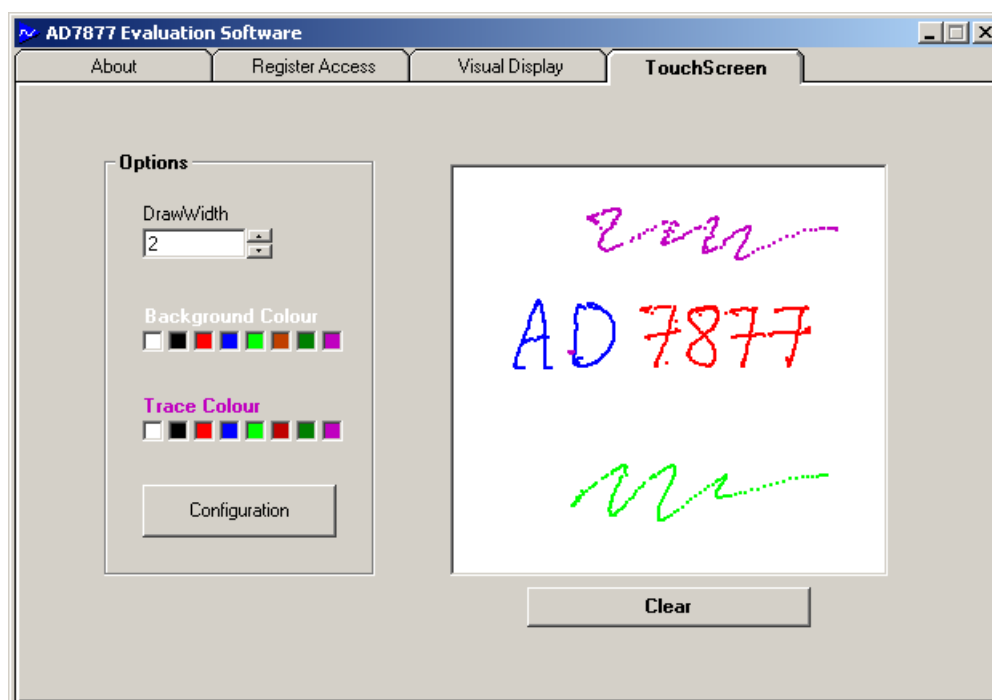 AD7877 Evaluation Software
About Register Access Visual Display TouchScreen
Options
DrawWidth
2
Background Colour
Trace Colour
Configuration
AD 7877
Clear